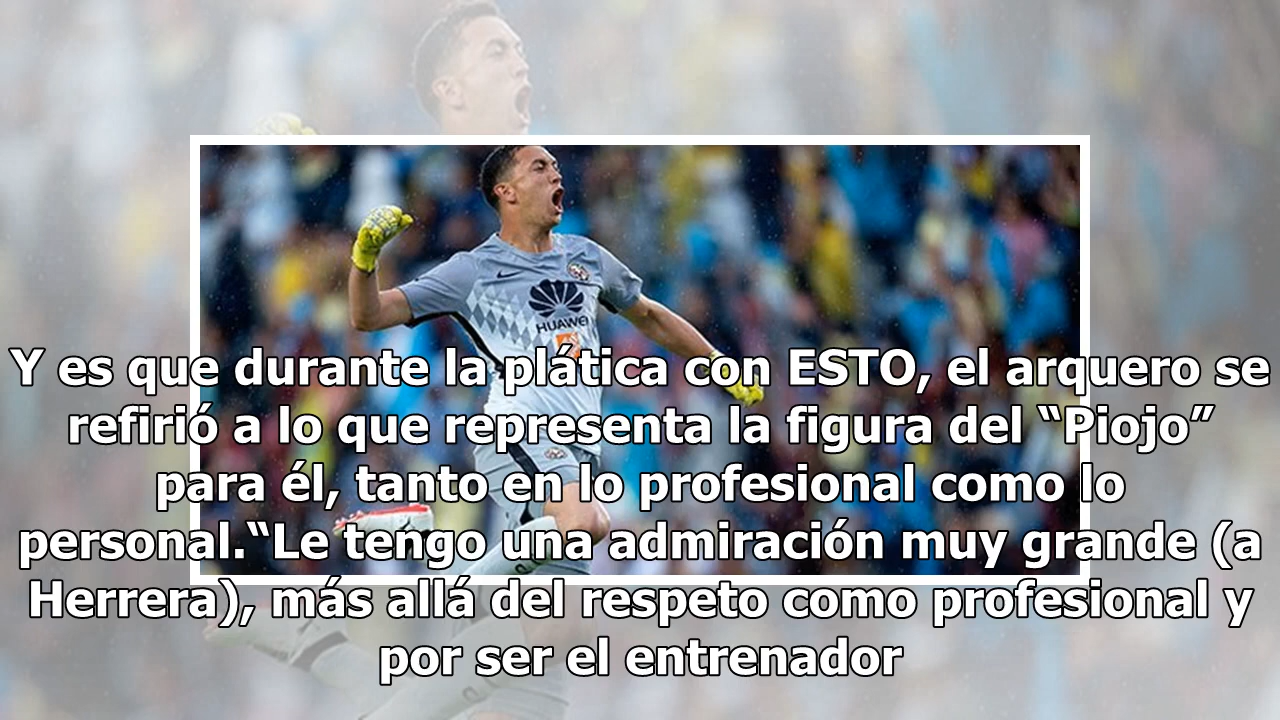 HUAWEI
Y es que durante la plática con ESTO, el arquero se
refirió a lo que representa la figura del “Piojo”
para él, tanto en lo profesional como lo
personal.“Le tengo una admiración muy grande (a
Herrera), más allá del respeto como profesional y
por ser el entrenador